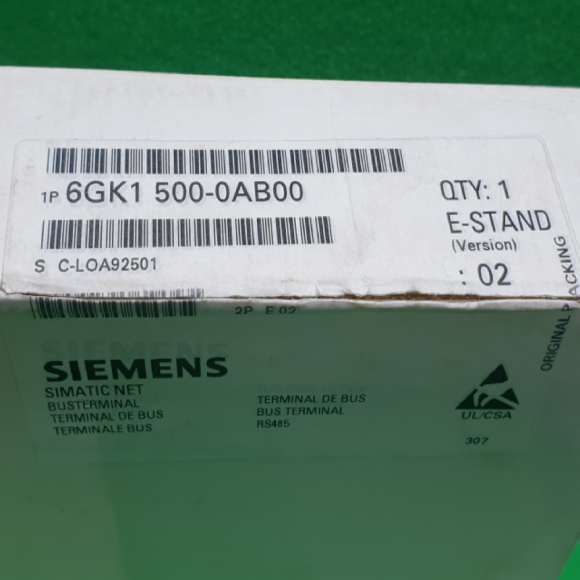 1P 6GK1 500-0AB00
QTY: 1
E-STAND
(Version)
: 02
S C-LOA92501
ORIGINAL PACKING
2P E 02
SIEMENS
SIMATIC NET
BUSTERMINAL
TERMINAL DE BUS
TERMINALE BUS
TERMINAL DE BUS
BUS TERMINAL
RS485
UL/CSA
307